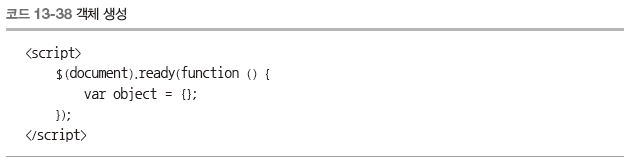 코드 13-38 객체 생성
<script>
    $(document).ready(function () {
        var object = {};
    });
</script>